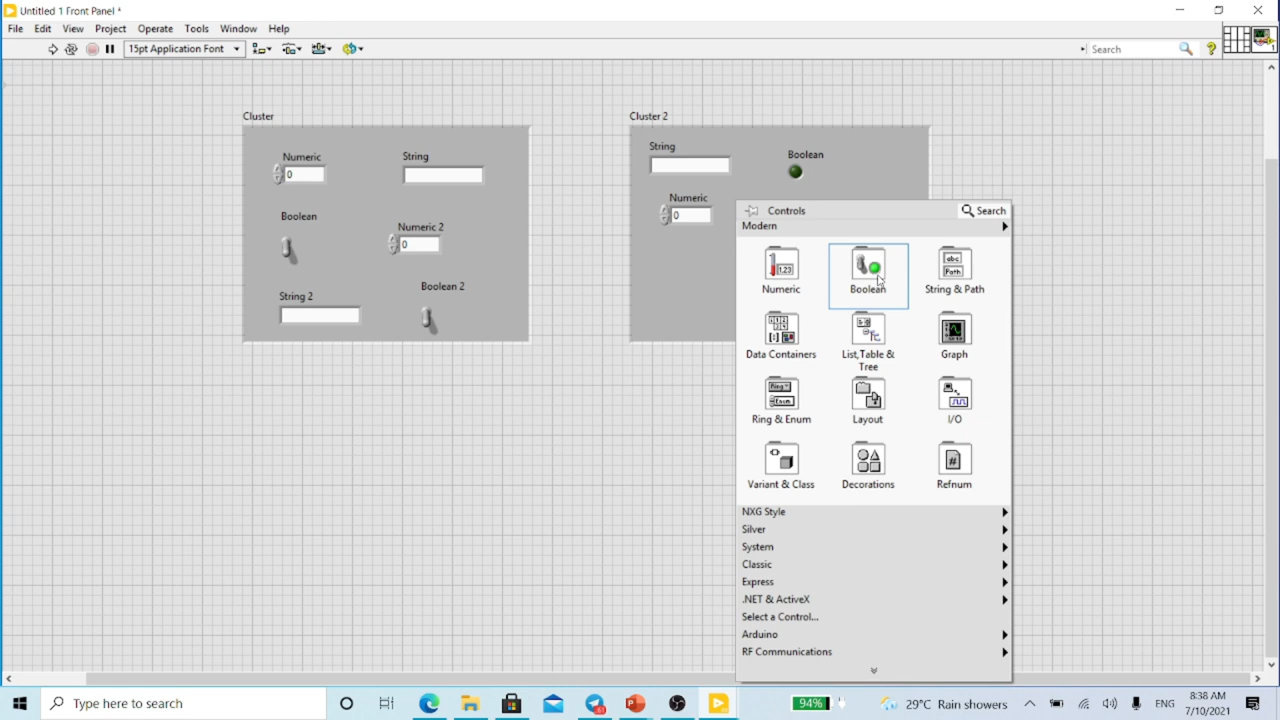 Untitled 1 Front Panel *
File Edit View Project Operate Tools Window Help
15pt Application Font
Search
?
Cluster
Numeric
0
String
Boolean
Numeric 2
0
String 2
Boolean 2
Cluster 2
String
Boolean
Numeric
0
Controls
Search
Modern
Numeric
Boolean
String & Path
Data Containers
List, Table &
Tree
Graph
Ring & Enum
Layout
I/O
Variant & Class
Decorations
Refnum
NXG Style
Silver
System
Classic
Express
.NET & ActiveX
Select a Control...
Arduino
RF Communications
Type here to search
94%
29°C Rain showers
ENG
8:38 AM
7/10/2021